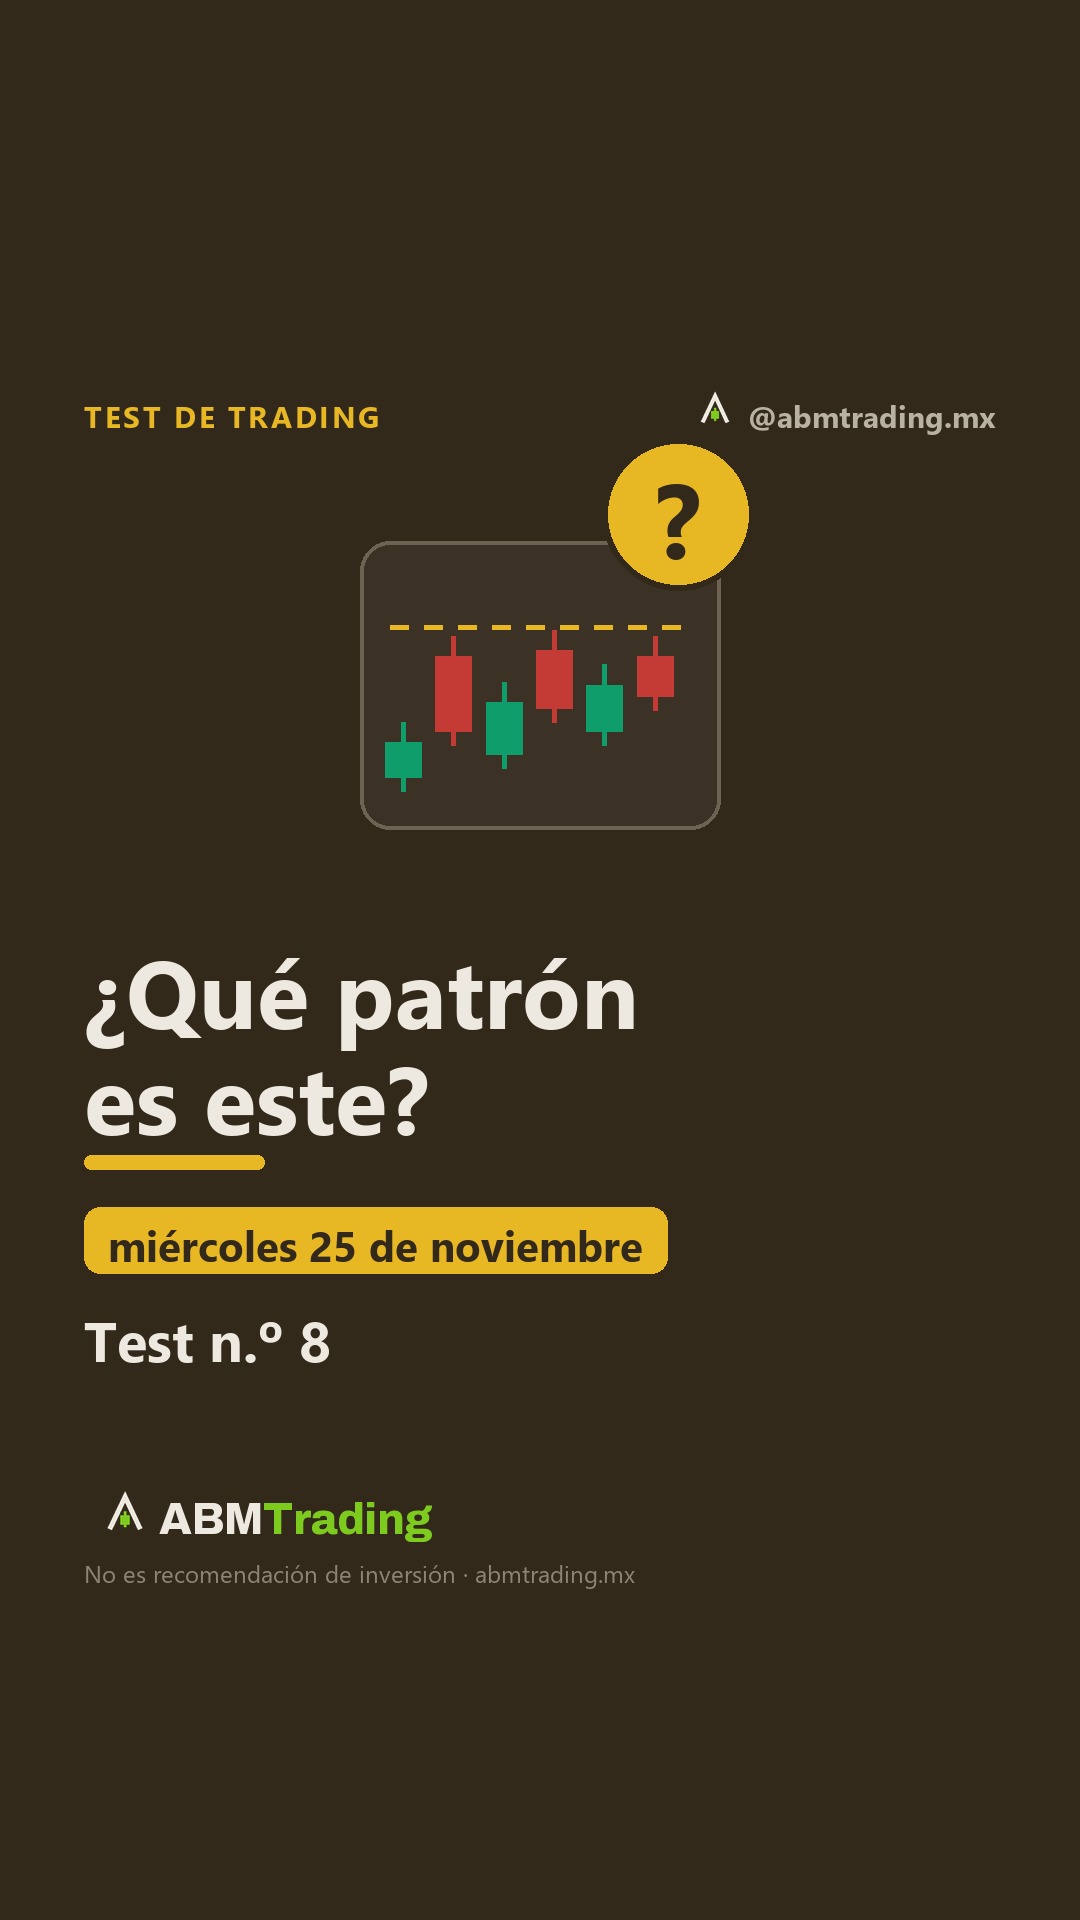 TEST DE TRADING
@abmtrading.mx
?
¿Qué patrón
es este?
miércoles 25 de noviembre
Test n.º 8
ABMTrading
No es recomendación de inversión · abmtrading.mx